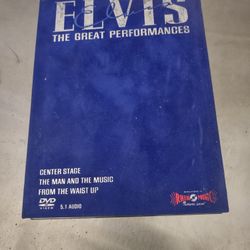 ELVIS
THE GREAT PERFORMANCES
CENTER STAGE
THE MAN AND THE MUSIC
FROM THE WAIST UP
DVD
VIDEO
5.1 AUDIO